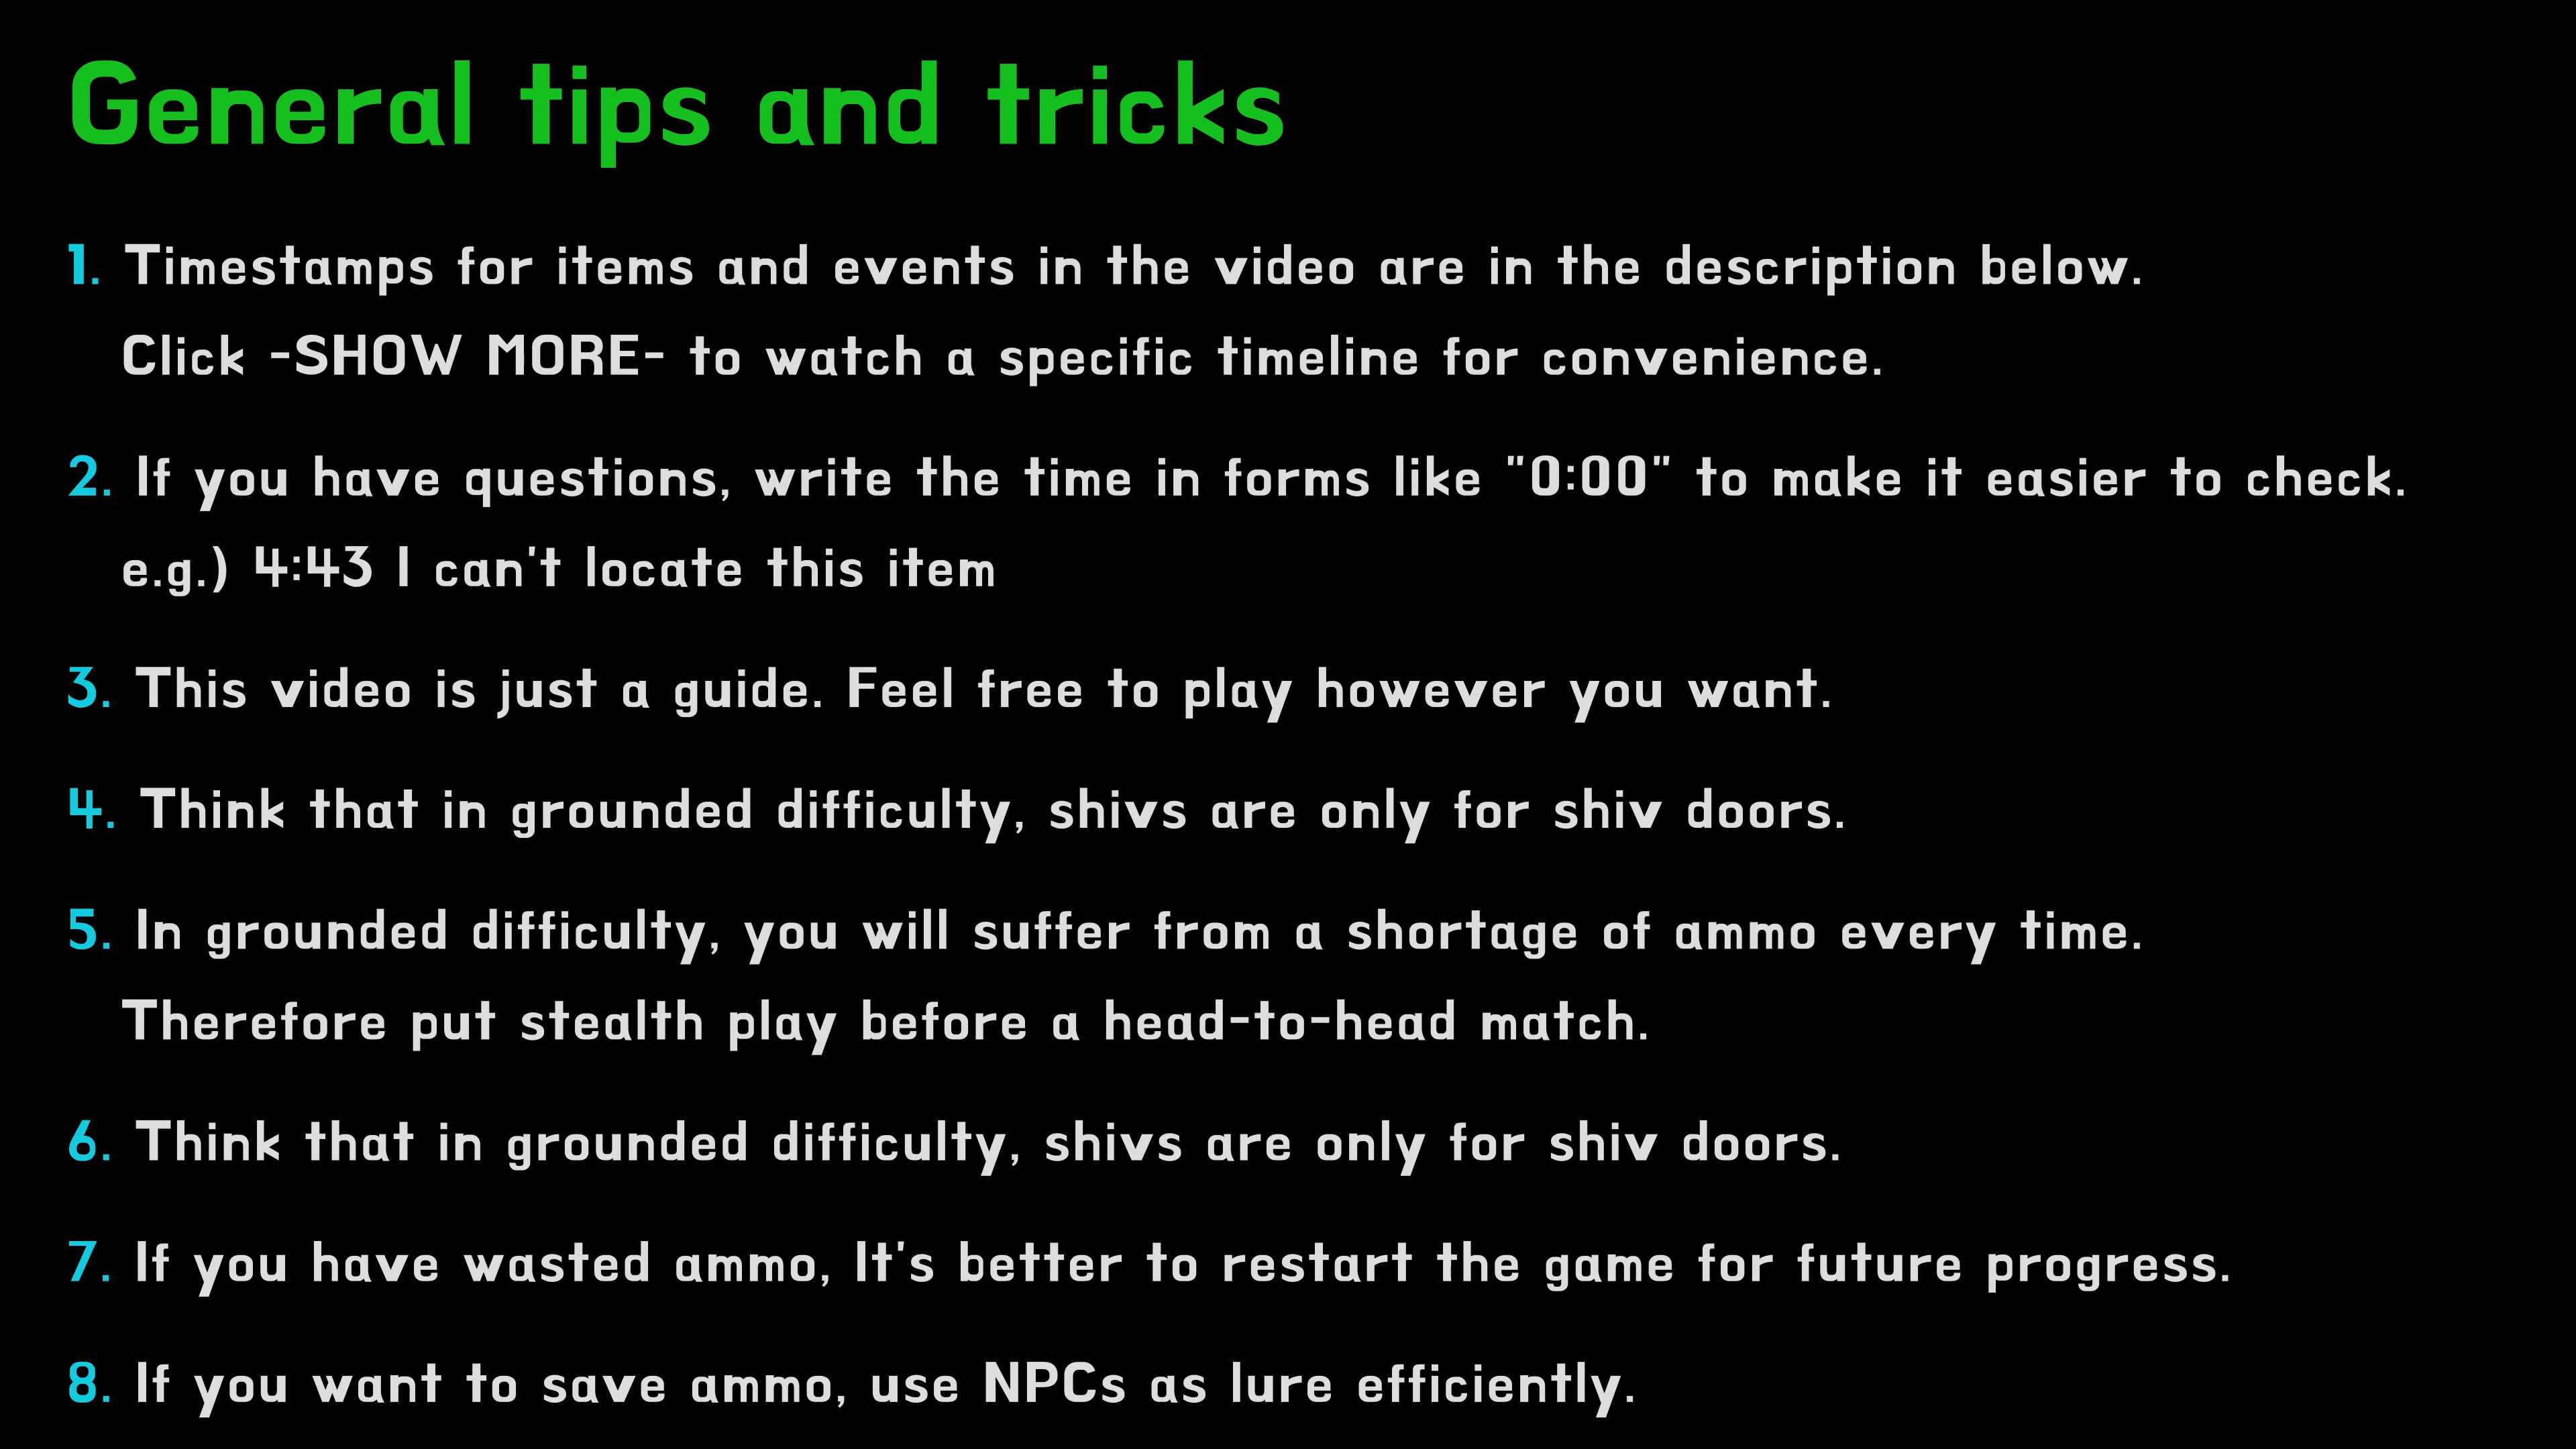 General tips and tricks
1. Timestamps for items and events in the video are in the description below.
Click -SHOW MORE- to watch a specific timeline for convenience.
2. If you have questions, write the time in forms like "0:00" to make it easier to check.
e.g.) 4:43 I can't locate this item
3. This video is just a guide. Feel free to play however you want.
4. Think that in grounded difficulty, shivs are only for shiv doors.
5. In grounded difficulty, you will suffer from a shortage of ammo every time.
Therefore put stealth play before a head-to-head match.
6. Think that in grounded difficulty, shivs are only for shiv doors.
7. If you have wasted ammo, It's better to restart the game for future progress.
8. If you want to save ammo, use NPCs as lure efficiently.